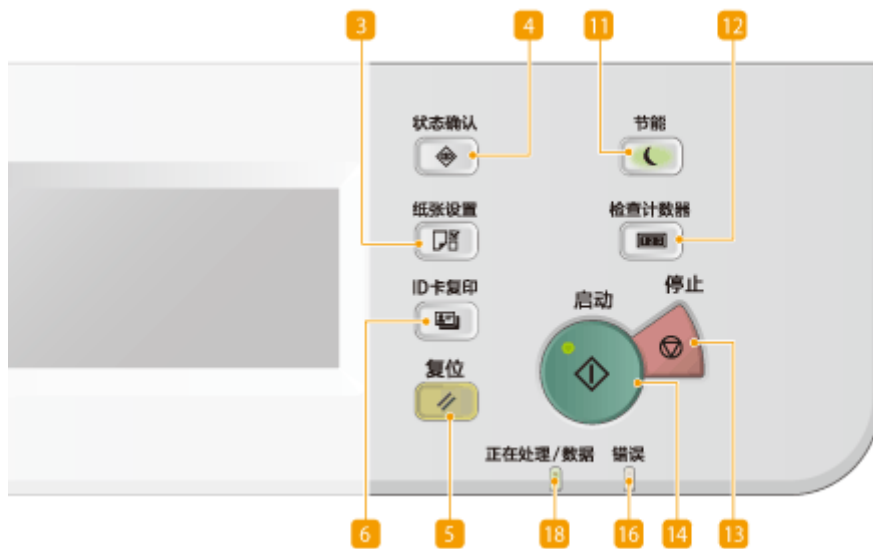 3 4 11 12
状态确认 节能
纸张设置 检查计数器
ID卡复印 启动 停止
复位
正在处理/数据 错误
6 5 18 16 14 13